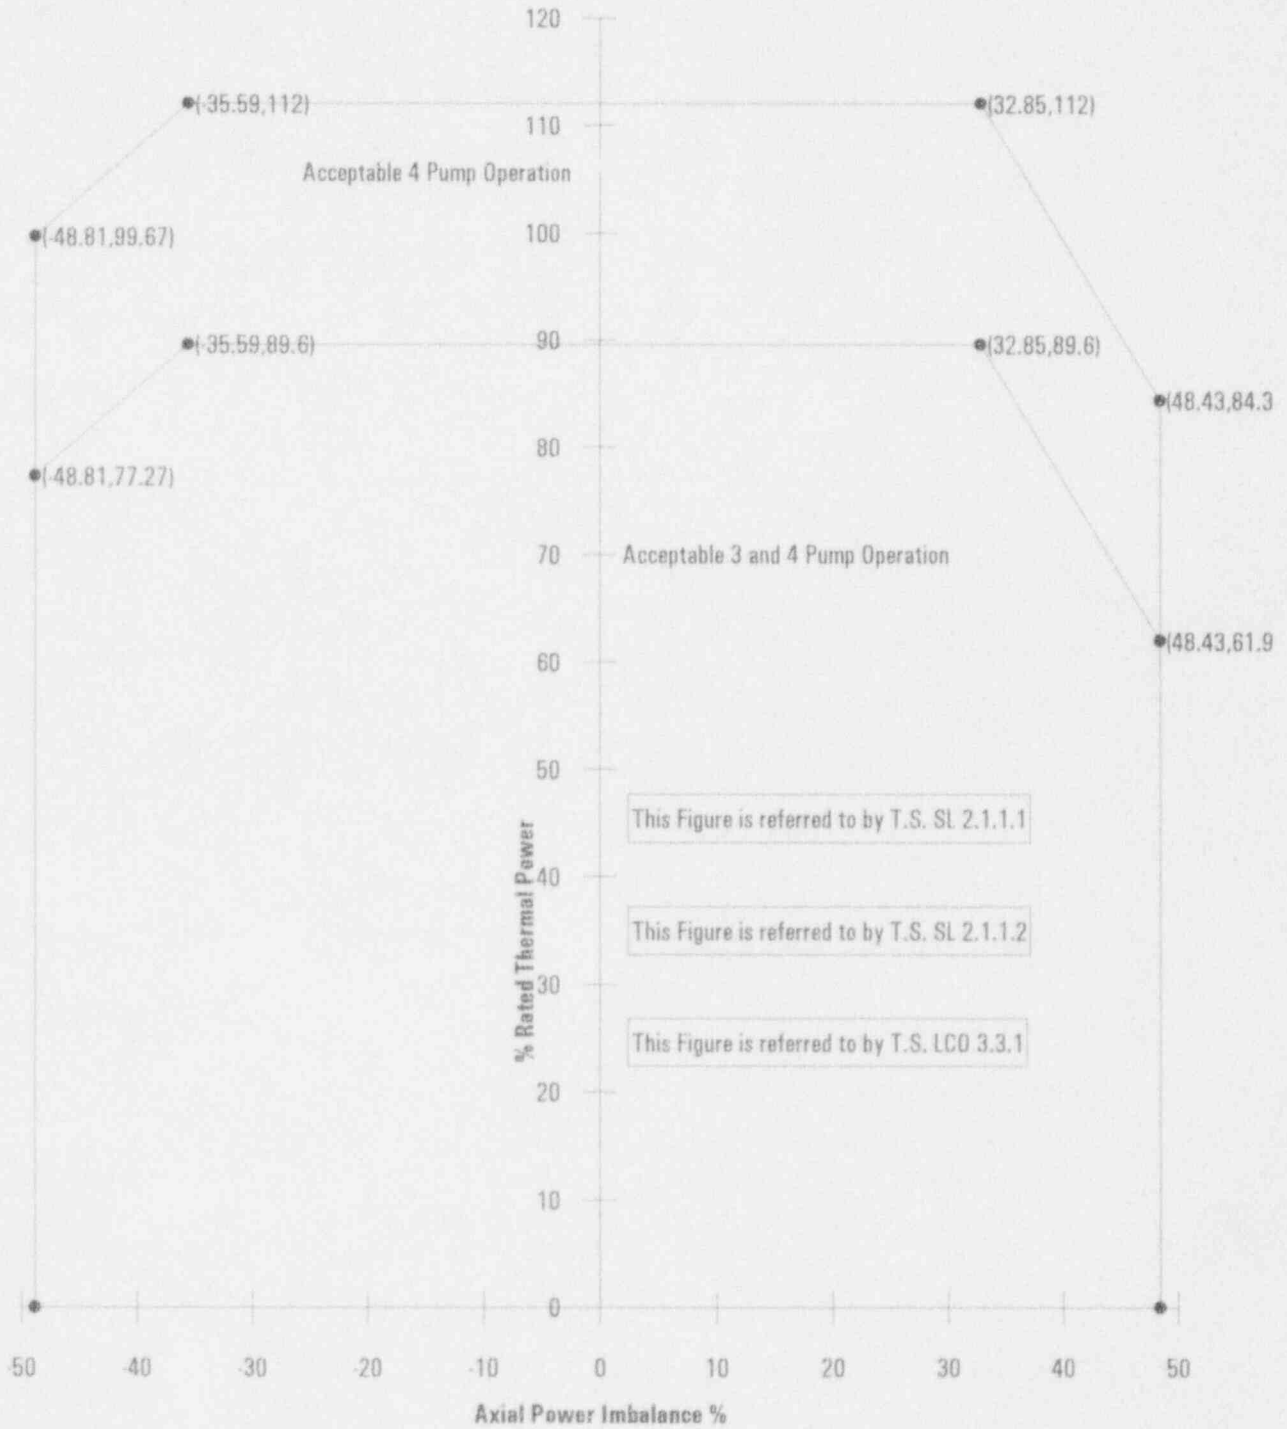 120
(-35.59,112)
(32.85,112)
110
Acceptable 4 Pump Operation
(-48.81,99.67)
100
(-35.59,89.6)
90
(32.85,89.6)
(48.43,84.3
80
(-48.81,77.27)
70
Acceptable 3 and 4 Pump Operation
60
(48.43,61.9
50
This Figure is referred to by T.S. SL 2.1.1.1
% Rated Thermal Power
40
This Figure is referred to by T.S. SL 2.1.1.2
30
This Figure is referred to by T.S. LCO 3.3.1
20
10
0
-50 -40 -30 -20 -10 0 10 20 30 40 50
Axial Power Imbalance %